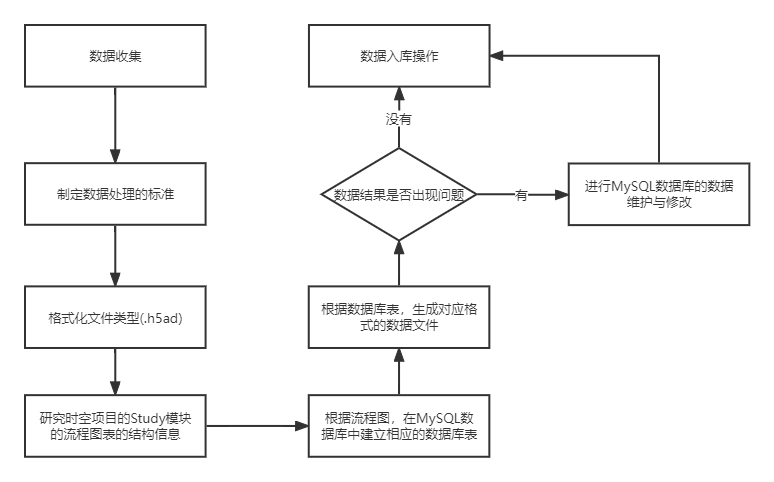 数据收集
制定数据处理的标准
格式化文件类型(.h5ad)
研究时空项目的Study模块
的流程图表的结构信息
根据流程图，在MySQL数
据库中建立相应的数据库表
根据数据库表，生成对应格
式的数据文件
数据结果是否出现问题
没有
数据入库操作
有
进行MySQL数据库的数据
维护与修改